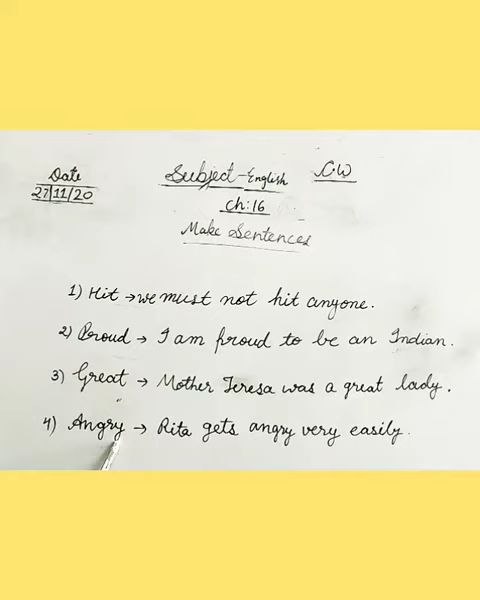 Date
27/11/20
Subject - English
C.W
Ch:16
Make Sentences
1) Hit → we must not hit anyone.
2) Proud → I am proud to be an Indian.
3) Great → Mother Teresa was a great lady.
4) Angry → Rita gets angry very easily.